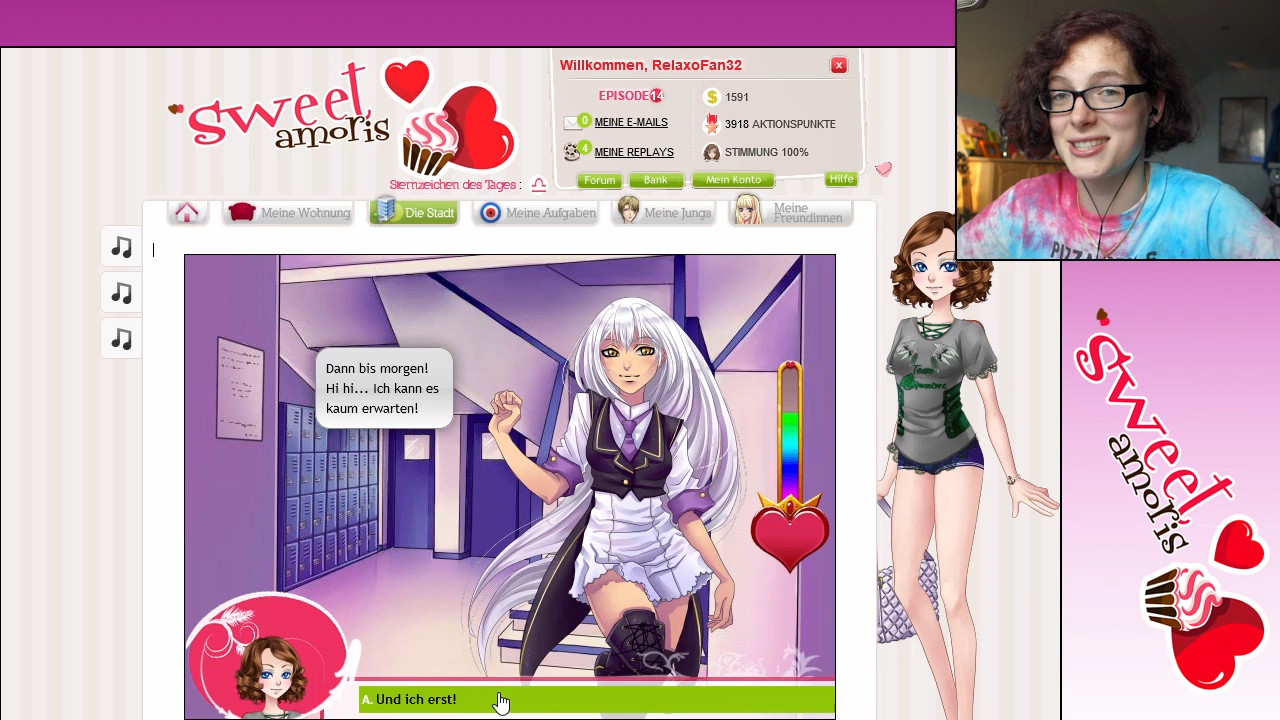 sweet
amoris
Willkommen, RelaxoFan32
x
EPISODE 14
1591
0 MEINE E-MAILS
3918 AKTIONSPUNKTE
4 MEINE REPLAYS
STIMMUNG 100%
Sternzeichen des Tages :
Forum
Bank
Mein Konto
Hilfe
Meine Wohnung
Die Stadt
Meine Aufgaben
Meine Jungs
Meine
Freundinnen
Dann bis morgen!
Hi hi... Ich kann es
kaum erwarten!
A. Und ich erst!
Team
sweet
amoris